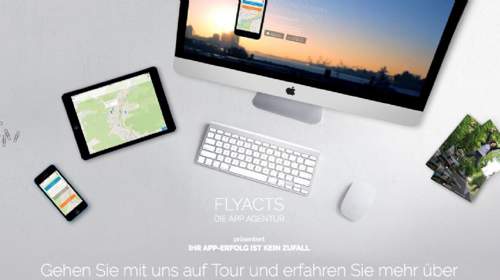 FLYACTS
DIE APP AGENTUR
präsentiert
IHR APP-ERFOLG IST KEIN ZUFALL
Gehen Sie mit uns auf Tour und erfahren Sie mehr über